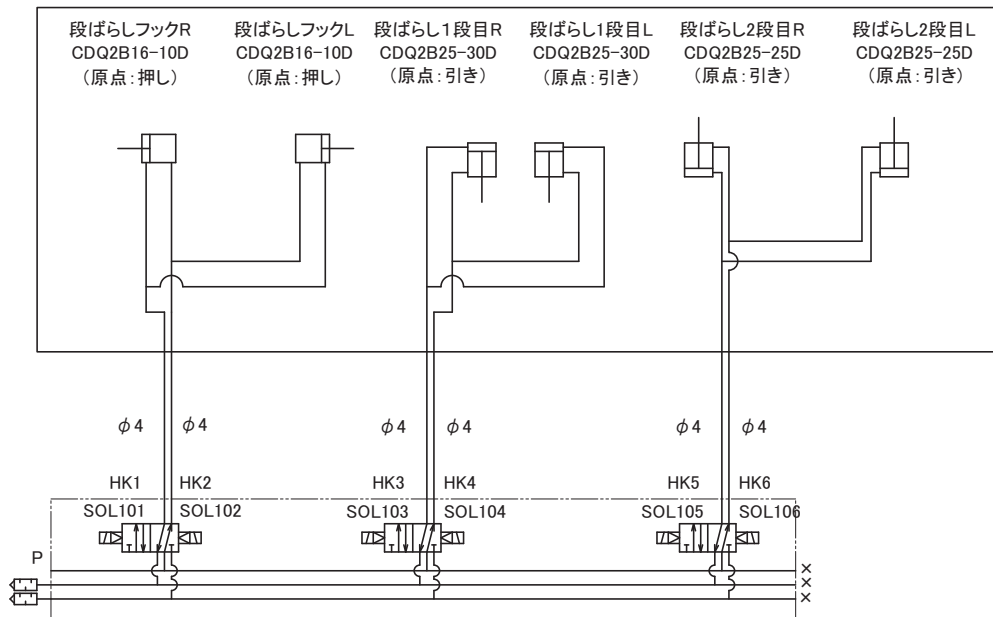 段ばらしフックR
CDQ2B16-10D
(原点:押し)
段ばらしフックL
CDQ2B16-10D
(原点:押し)
段ばらし1段目R
CDQ2B25-30D
(原点:引き)
段ばらし1段目L
CDQ2B25-30D
(原点:引き)
段ばらし2段目R
CDQ2B25-25D
(原点:引き)
段ばらし2段目L
CDQ2B25-25D
(原点:引き)
φ4 φ4 φ4 φ4 φ4 φ4
HK1 HK2 HK3 HK4 HK5 HK6
SOL101 SOL102 SOL103 SOL104 SOL105 SOL106
P
×
×
×